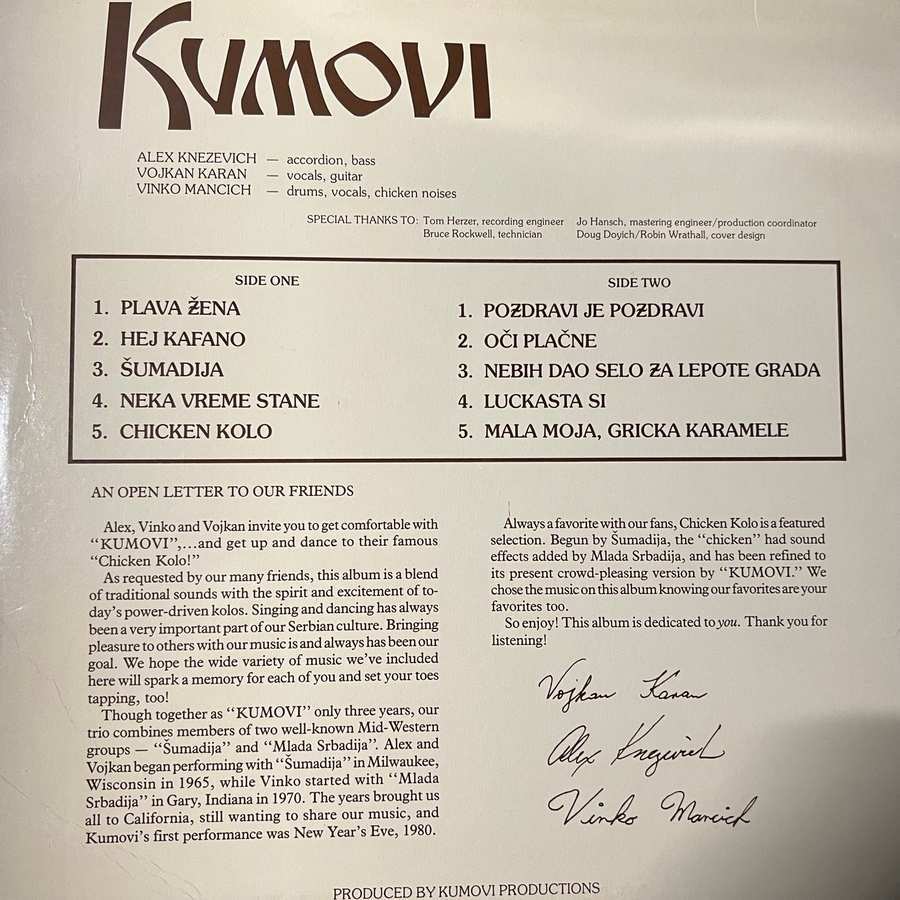 KUMOVI
ALEX KNEZEVICH — accordion, bass
VOJKAN KARAN — vocals, guitar
VINKO MANCICH — drums, vocals, chicken noises
SPECIAL THANKS TO: Tom Herzer, recording engineer Jo Hansch, mastering engineer/production coordinator
Bruce Rockwell, technician Doug Doyich/Robin Wrathall, cover design
SIDE ONE
1. PLAVA ŽENA
2. HEJ KAFANO
3. ŠUMADIJA
4. NEKA VREME STANE
5. CHICKEN KOLO
SIDE TWO
1. POƵDRAVI JE POƵDRAVI
2. OČI PLAČNE
3. NEBIH DAO SELO ƵA LEPOTE GRADA
4. LUCKASTA SI
5. MALA MOJA, GRICKA KARAMELE
AN OPEN LETTER TO OUR FRIENDS
Alex, Vinko and Vojkan invite you to get comfortable with
“KUMOVI”,...and get up and dance to their famous
“Chicken Kolo!”
As requested by our many friends, this album is a blend
of traditional sounds with the spirit and excitement of to-
day’s power-driven kolos. Singing and dancing has always
been a very important part of our Serbian culture. Bringing
pleasure to others with our music is and always has been our
goal. We hope the wide variety of music we’ve included
here will spark a memory for each of you and set your toes
tapping, too!
Though together as “KUMOVI” only three years, our
trio combines members of two well-known Mid-Western
groups — “Šumadija” and “Mlada Srbadija”. Alex and
Vojkan began performing with “Šumadija” in Milwaukee,
Wisconsin in 1965, while Vinko started with “Mlada
Srbadija” in Gary, Indiana in 1970. The years brought us
all to California, still wanting to share our music, and
Kumovi’s first performance was New Year’s Eve, 1980.
Always a favorite with our fans, Chicken Kolo is a featured
selection. Begun by Šumadija, the “chicken” had sound
effects added by Mlada Srbadija, and has been refined to
its present crowd-pleasing version by “KUMOVI.” We
chose the music on this album knowing our favorites are your
favorites too.
So enjoy! This album is dedicated to you. Thank you for
listening!
Vojkan Karan
Alex Knezevich
Vinko Mancich
PRODUCED BY KUMOVI PRODUCTIONS